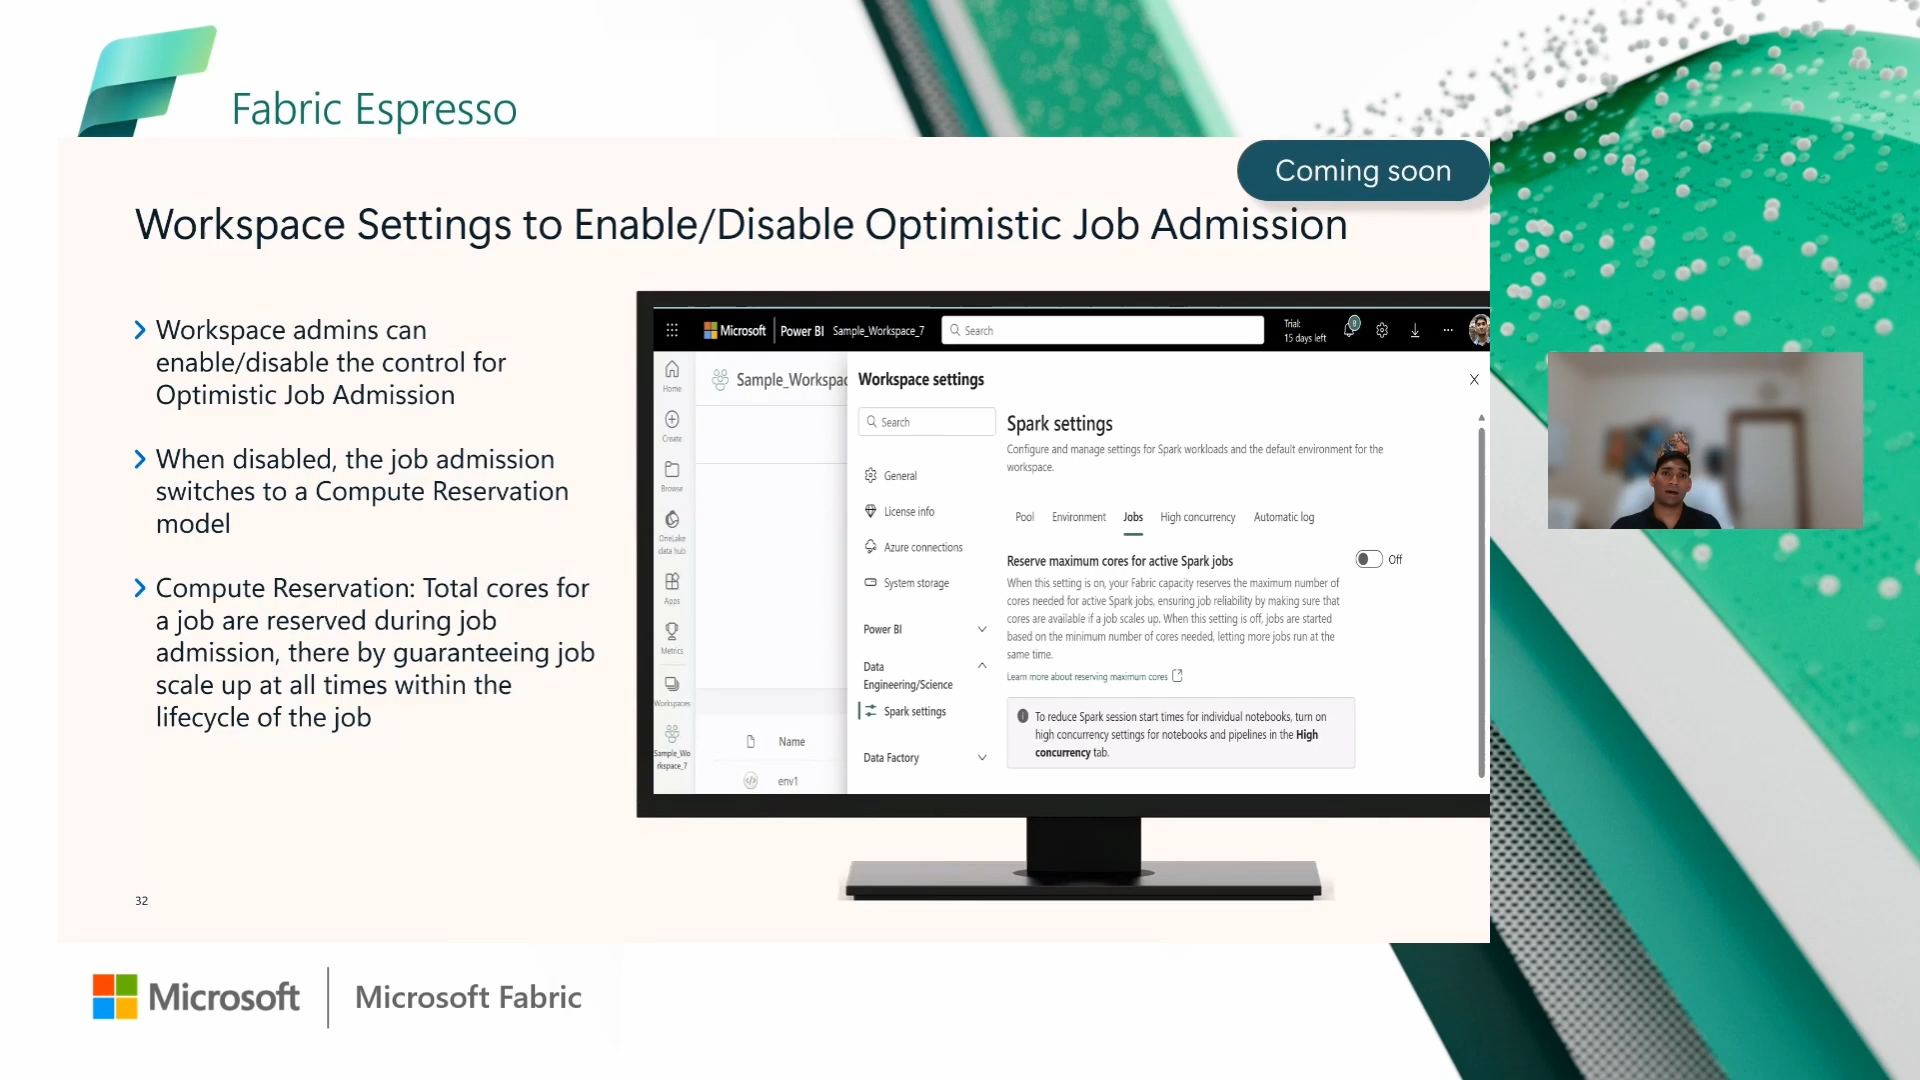 Fabric Espresso
Coming soon
Workspace Settings to Enable/Disable Optimistic Job Admission
Workspace admins can
enable/disable the control for
Optimistic Job Admission
When disabled, the job admission
switches to a Compute Reservation
model
Compute Reservation: Total cores for
a job are reserved during job
admission, there by guaranteeing job
scale up at all times within the
lifecycle of the job
32
Microsoft Power BI Sample_Workspace_7
Search
Trial:
15 days left
8
Home
Create
Browse
OneLake
data hub
Apps
Metrics
Workspaces
Sample_Wo
rkspace_7
Sample_Workspac
Name
env1
Workspace settings
X
Search
General
License info
Azure connections
System storage
Power BI
Data
Engineering/Science
Spark settings
Data Factory
Spark settings
Configure and manage settings for Spark workloads and the default environment for the
workspace.
Pool Environment Jobs High concurrency Automatic log
Reserve maximum cores for active Spark jobs
Off
When this setting is on, your Fabric capacity reserves the maximum number of
cores needed for active Spark jobs, ensuring job reliability by making sure that
cores are available if a job scales up. When this setting is off, jobs are started
based on the minimum number of cores needed, letting more jobs run at the
same time.
Learn more about reserving maximum cores
To reduce Spark session start times for individual notebooks, turn on
high concurrency settings for notebooks and pipelines in the High
concurrency tab.
Microsoft
Microsoft Fabric